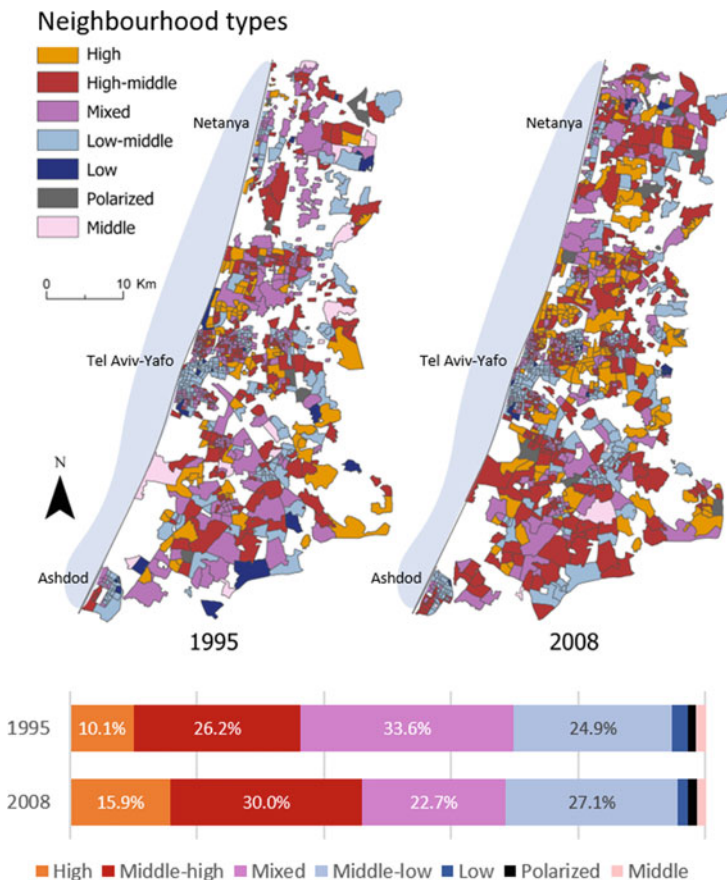 Neighbourhood types
High
High-middle
Mixed
Low-middle
Low
Polarized
Middle
0 10 Km
N
Netanya
Tel Aviv-Yafo
Ashdod
1995
Netanya
Tel Aviv-Yafo
Ashdod
2008
1995 10.1% 26.2% 33.6% 24.9%
2008 15.9% 30.0% 22.7% 27.1%
High Middle-high Mixed Middle-low Low Polarized Middle